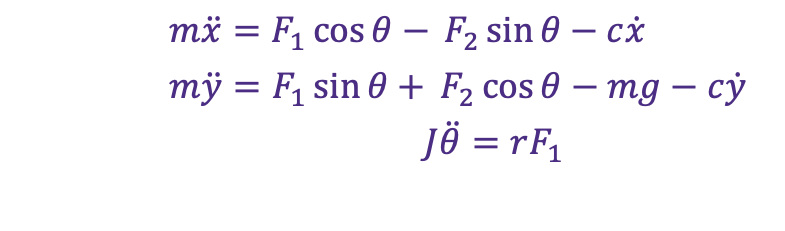 mẍ = F₁ cos θ − F₂ sin θ − cẋ
mÿ = F₁ sin θ + F₂ cos θ − mg − cẏ
Jθ̈ = rF₁